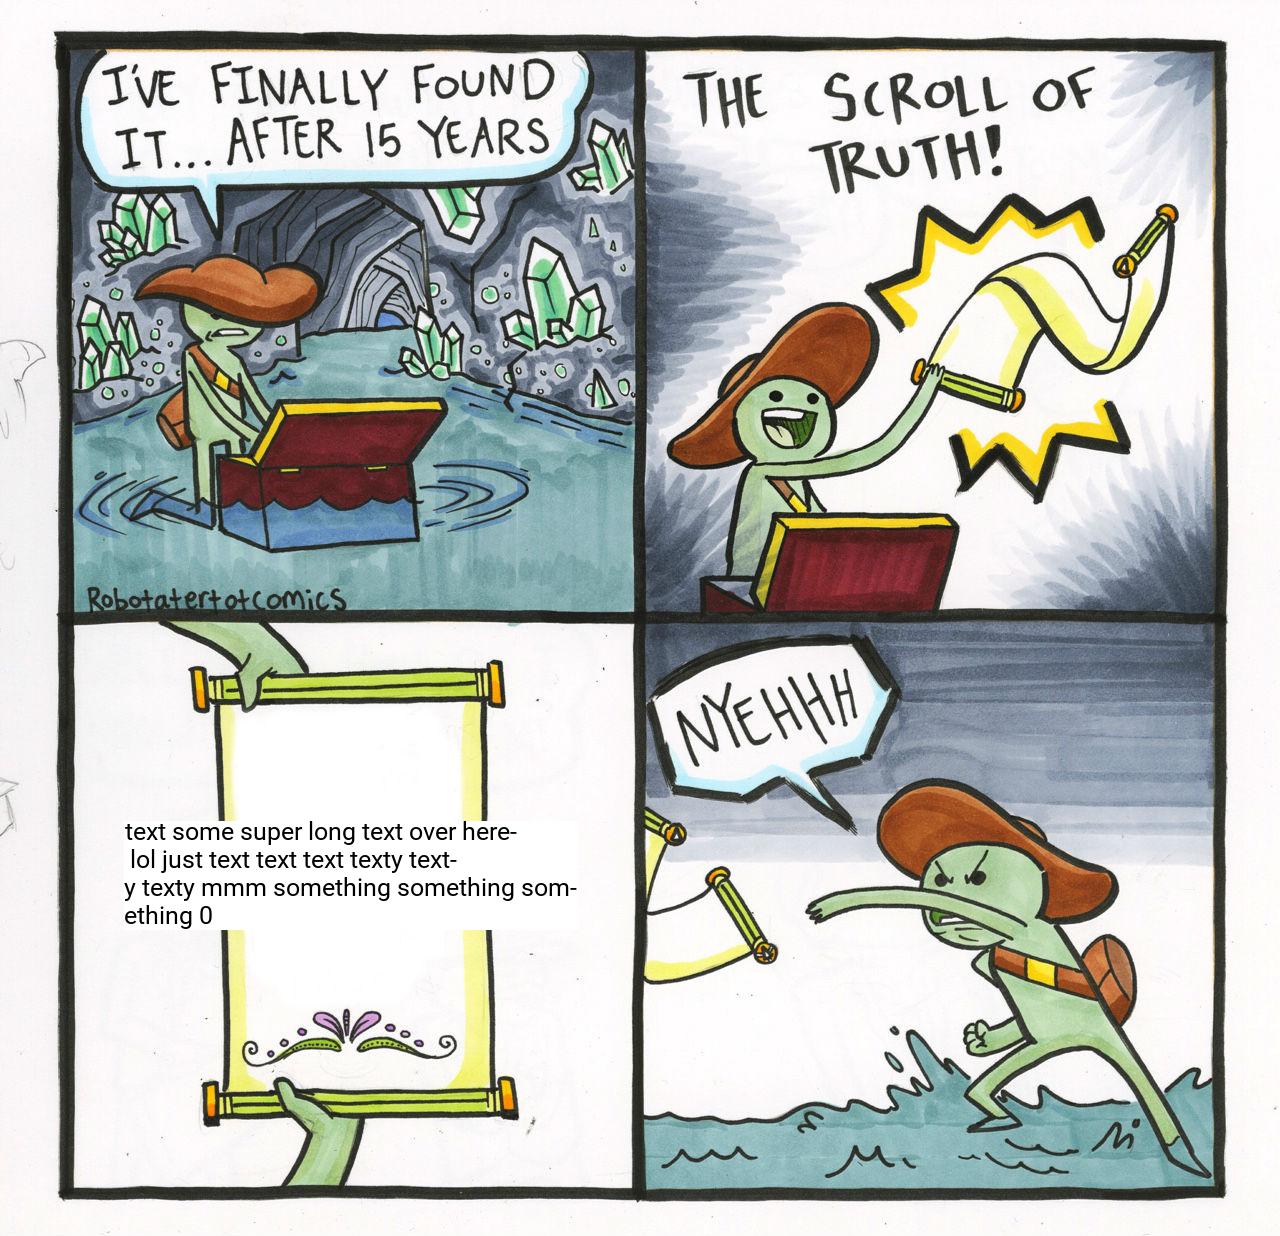 I'VE FINALLY FOUND
IT... AFTER 15 YEARS
THE SCROLL OF
TRUTH!
Robotatertotcomics
text some super long text over here-
lol just text text text texty text-
y texty mmm something something som-
ething 0
NYEHHH